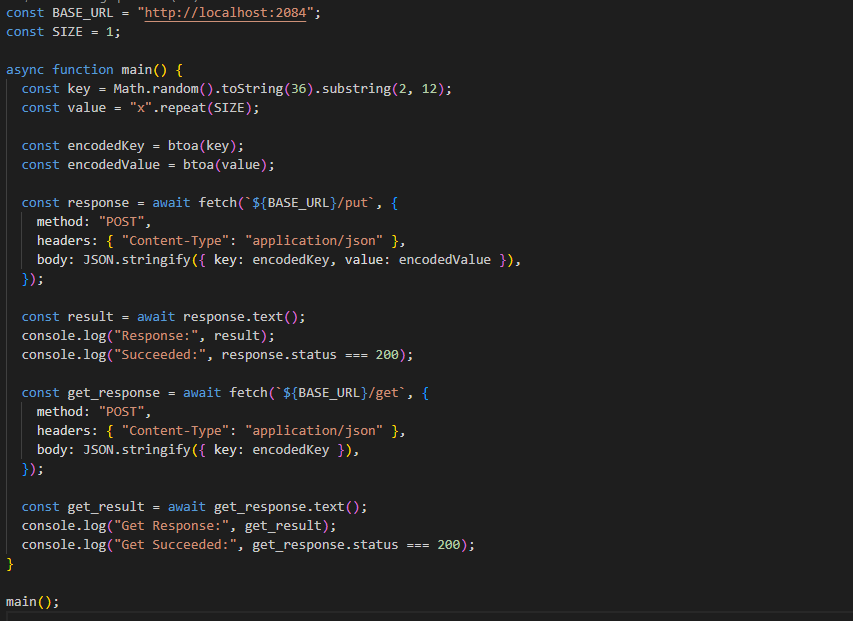 const BASE_URL = "http://localhost:2084";
const SIZE = 1;
async function main() {
const key = Math.random().toString(36).substring(2, 12);
const value = "x".repeat(SIZE);
const encodedKey = btoa(key);
const encodedValue = btoa(value);
const response = await fetch(`${BASE_URL}/put`, {
method: "POST",
headers: { "Content-Type": "application/json" },
body: JSON.stringify({ key: encodedKey, value: encodedValue }),
});
const result = await response.text();
console.log("Response:", result);
console.log("Succeeded:", response.status === 200);
const get_response = await fetch(`${BASE_URL}/get`, {
method: "POST",
headers: { "Content-Type": "application/json" },
body: JSON.stringify({ key: encodedKey }),
});
const get_result = await get_response.text();
console.log("Get Response:", get_result);
console.log("Get Succeeded:", get_response.status === 200);
}
main();